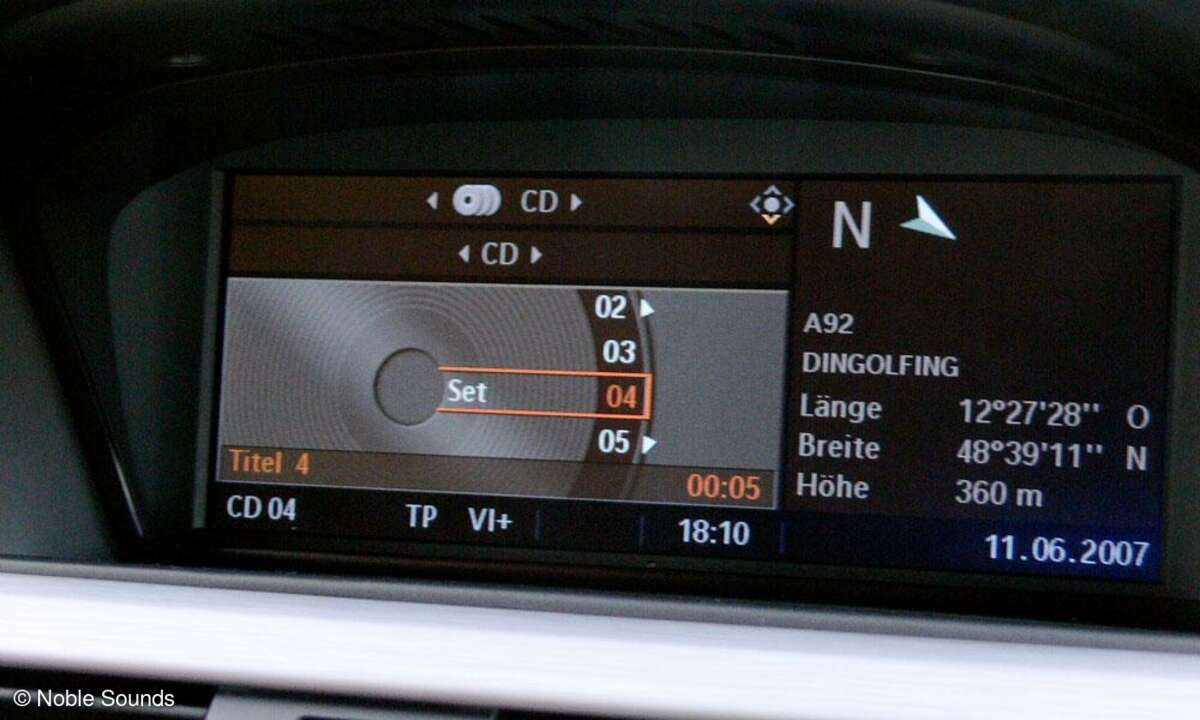 CD
CD
02
03
Set 04
05
Titel 4 00:05
CD 04 TP VI+ 18:10
N
A92
DINGOLFING
Länge 12°27'28'' O
Breite 48°39'11'' N
Höhe 360 m
11.06.2007
© Noble Sounds